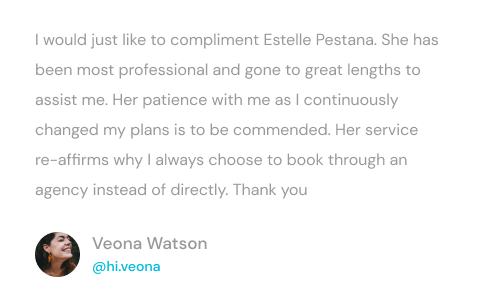 I would just like to compliment Estelle Pestana. She has
been most professional and gone to great lengths to
assist me. Her patience with me as I continuously
changed my plans is to be commended. Her service
re-affirms why I always choose to book through an
agency instead of directly. Thank you
Veona Watson
@hi.veona